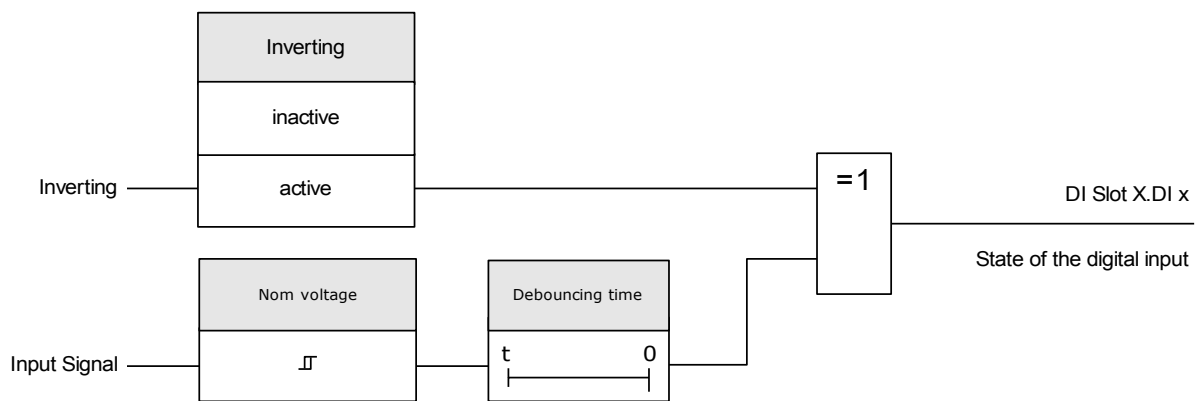 Inverting
inactive
Inverting
active
=1
DI Slot X.DI x
State of the digital input
Nom voltage
Debouncing time
Input Signal
t
0